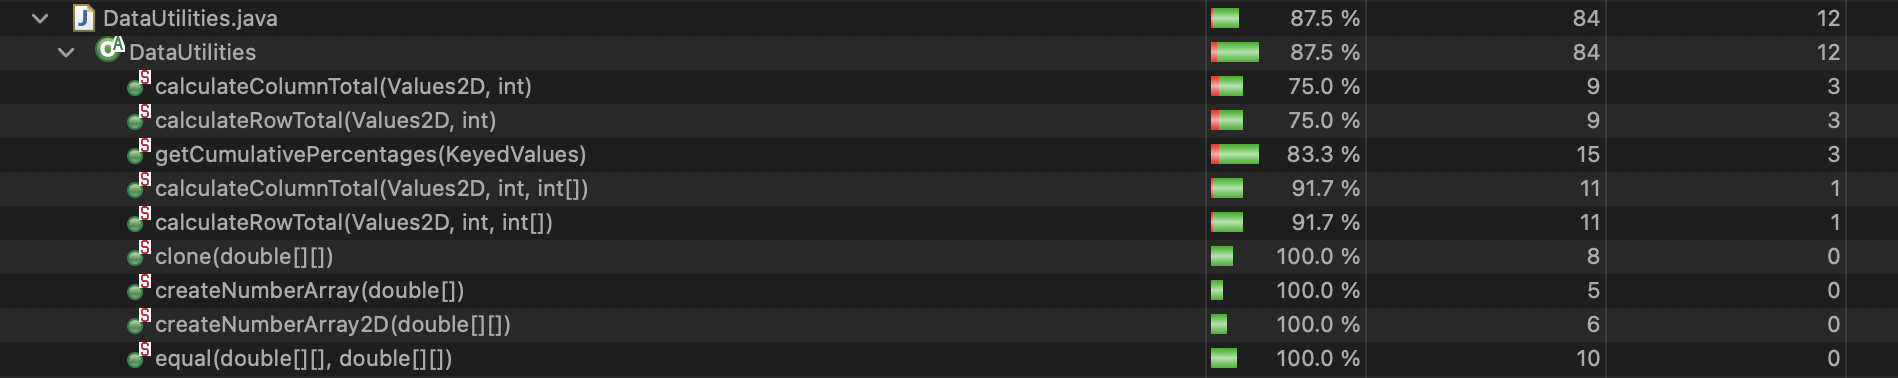 J DataUtilities.java 87.5 % 84 12
C A DataUtilities 87.5 % 84 12
S calculateColumnTotal(Values2D, int) 75.0 % 9 3
S calculateRowTotal(Values2D, int) 75.0 % 9 3
S getCumulativePercentages(KeyedValues) 83.3 % 15 3
S calculateColumnTotal(Values2D, int, int[]) 91.7 % 11 1
S calculateRowTotal(Values2D, int, int[]) 91.7 % 11 1
S clone(double[][]) 100.0 % 8 0
S createNumberArray(double[]) 100.0 % 5 0
S createNumberArray2D(double[][]) 100.0 % 6 0
S equal(double[][], double[][]) 100.0 % 10 0